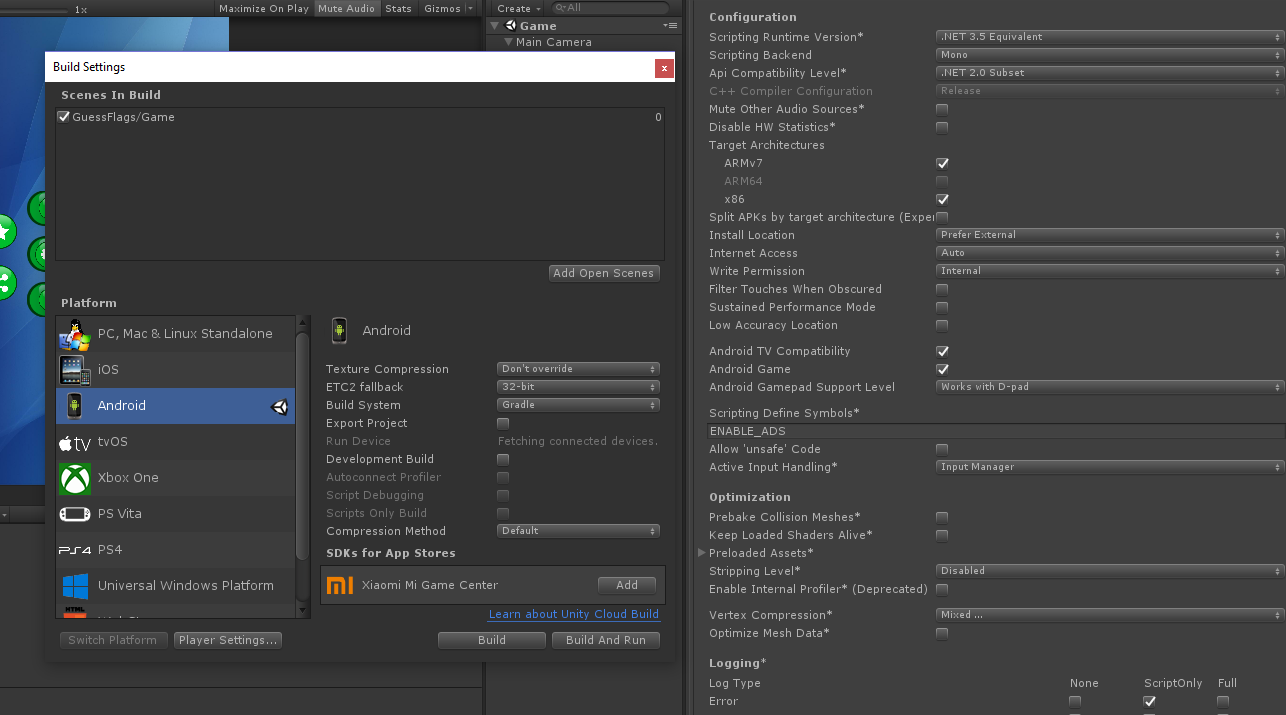 1x
Maximize On Play Mute Audio Stats Gizmos
Create
All
Game
Main Camera
Build Settings
x
Scenes In Build
GuessFlags/Game 0
Add Open Scenes
Platform
PC, Mac & Linux Standalone
iOS
Android
tv tvOS
Xbox One
PS Vita
PS4
Universal Windows Platform
HTML
Switch Platform
Player Settings...
Android
Texture Compression Don't override
ETC2 fallback 32-bit
Build System Gradle
Export Project
Run Device Fetching connected devices.
Development Build
Autoconnect Profiler
Script Debugging
Scripts Only Build
Compression Method Default
SDKs for App Stores
Xiaomi Mi Game Center Add
Learn about Unity Cloud Build
Build
Build And Run
Configuration
Scripting Runtime Version* .NET 3.5 Equivalent
Scripting Backend Mono
Api Compatibility Level* .NET 2.0 Subset
C++ Compiler Configuration Release
Mute Other Audio Sources*
Disable HW Statistics*
Target Architectures
ARMv7
ARM64
x86
Split APKs by target architecture (Exper
Install Location Prefer External
Internet Access Auto
Write Permission Internal
Filter Touches When Obscured
Sustained Performance Mode
Low Accuracy Location
Android TV Compatibility
Android Game
Android Gamepad Support Level Works with D-pad
Scripting Define Symbols*
ENABLE_ADS
Allow 'unsafe' Code
Active Input Handling* Input Manager
Optimization
Prebake Collision Meshes*
Keep Loaded Shaders Alive*
Preloaded Assets*
Stripping Level* Disabled
Enable Internal Profiler* (Deprecated)
Vertex Compression* Mixed ...
Optimize Mesh Data*
Logging*
Log Type None ScriptOnly Full
Error